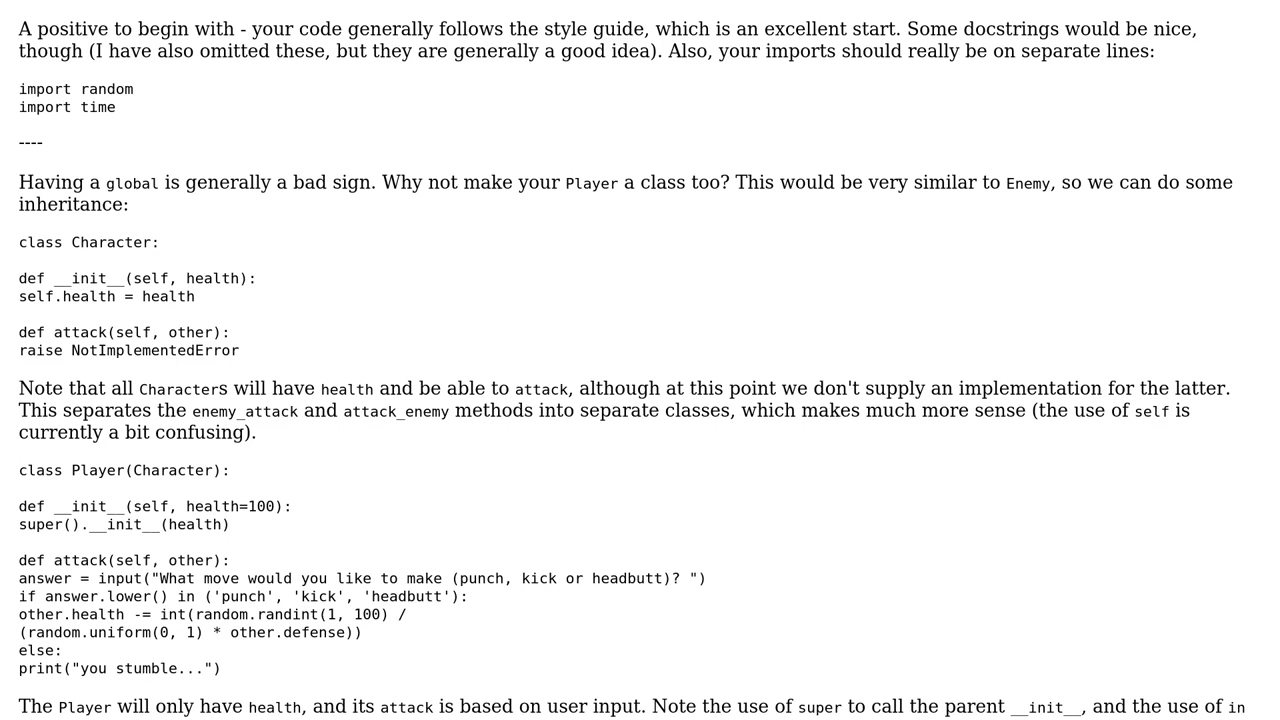 A positive to begin with - your code generally follows the style guide, which is an excellent start. Some docstrings would be nice,
though (I have also omitted these, but they are generally a good idea). Also, your imports should really be on separate lines:
import random
import time
----
Having a global is generally a bad sign. Why not make your Player a class too? This would be very similar to Enemy, so we can do some
inheritance:
class Character:
def __init__(self, health):
self.health = health
def attack(self, other):
raise NotImplementedError
Note that all Characters will have health and be able to attack, although at this point we don't supply an implementation for the latter.
This separates the enemy_attack and attack_enemy methods into separate classes, which makes much more sense (the use of self is
currently a bit confusing).
class Player(Character):
def __init__(self, health=100):
super().__init__(health)
def attack(self, other):
answer = input("What move would you like to make (punch, kick or headbutt)? ")
if answer.lower() in ('punch', 'kick', 'headbutt'):
other.health -= int(random.randint(1, 100) /
(random.uniform(0, 1) * other.defense))
else:
print("you stumble...")
The Player will only have health, and its attack is based on user input. Note the use of super to call the parent __init__, and the use of in